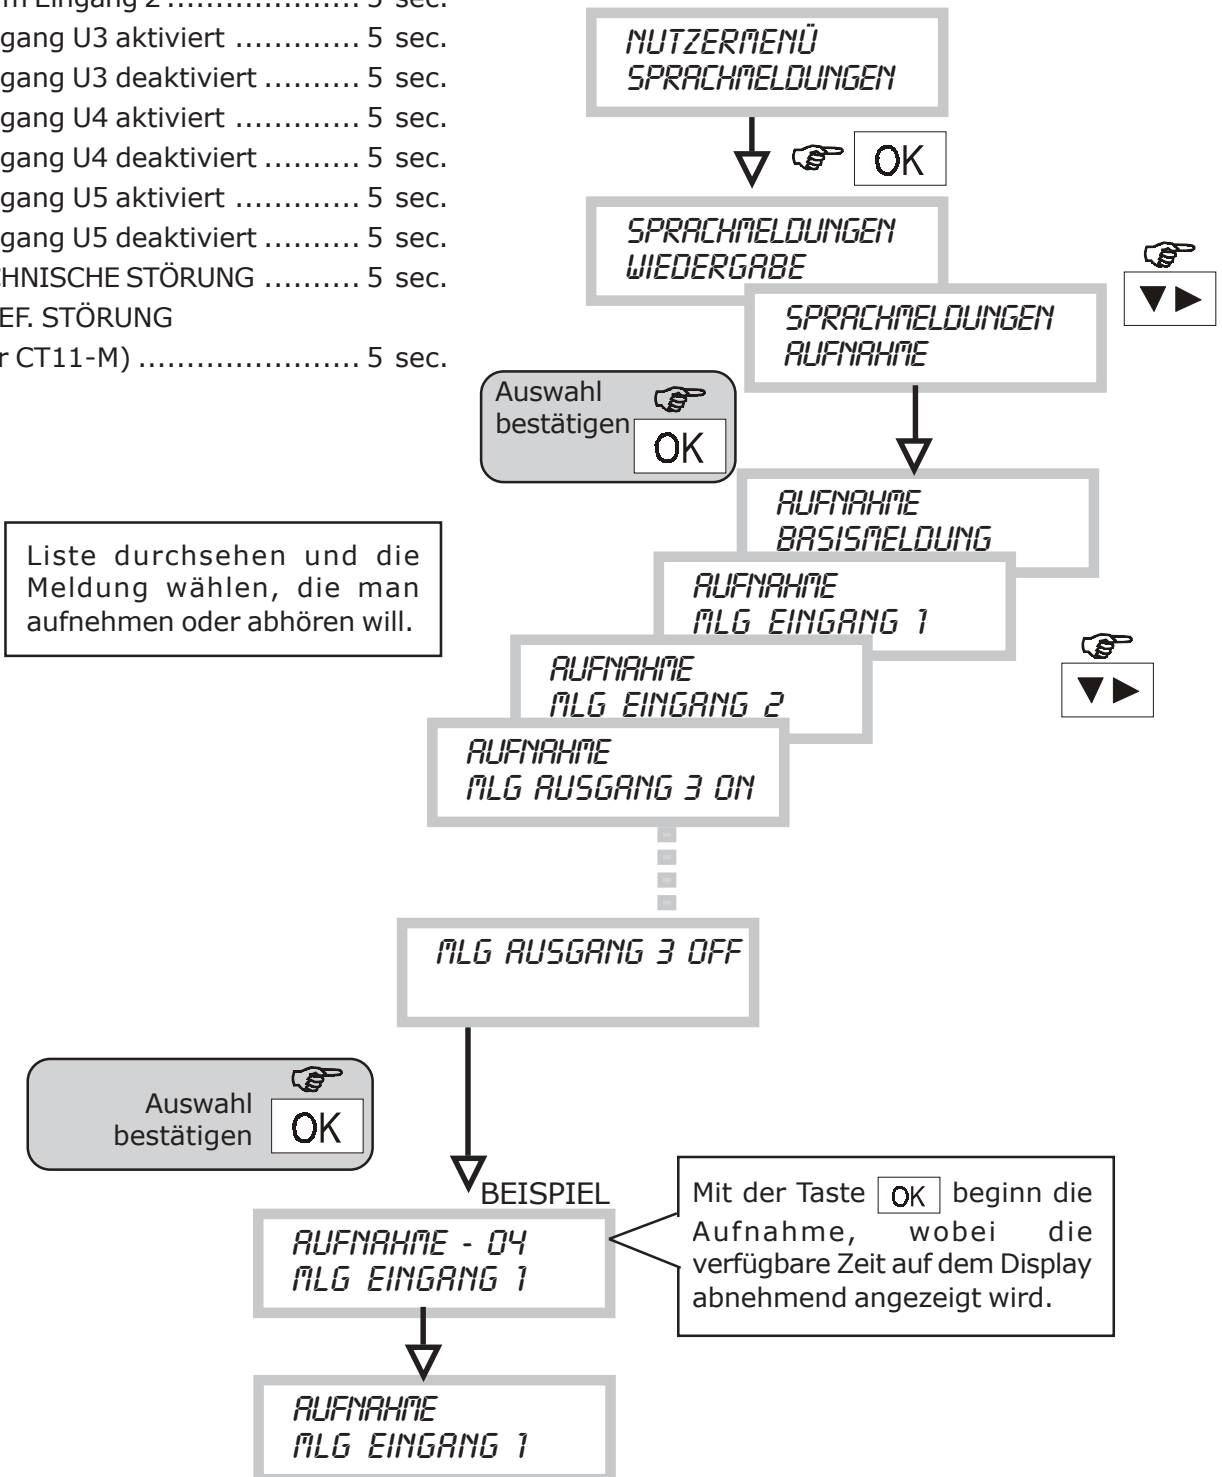 Eingang 2 .................... 5 sec.
gang U3 aktiviert ............. 5 sec.
gang U3 deaktiviert .......... 5 sec.
gang U4 aktiviert ............. 5 sec.
gang U4 deaktiviert .......... 5 sec.
gang U5 aktiviert ............. 5 sec.
gang U5 deaktiviert .......... 5 sec.
CHNISCHE STÖRUNG .......... 5 sec.
EF. STÖRUNG
r CT11-M) ....................... 5 sec.
NUTZERMENÜ
SPRACHMELDUNGEN
OK
SPRACHMELDUNGEN
WIEDERGABE
SPRACHMELDUNGEN
AUFNAHME
Auswahl
bestätigen
OK
AUFNAHME
BASISMELDUNG
Liste durchsehen und die
Meldung wählen, die man
aufnehmen oder abhören will.
AUFNAHME
MLG EINGANG 1
AUFNAHME
MLG EINGANG 2
AUFNAHME
MLG AUSGANG 3 ON
MLG AUSGANG 3 OFF
Auswahl
bestätigen
OK
BEISPIEL
AUFNAHME - 04
MLG EINGANG 1
Mit der Taste OK beginn die
Aufnahme, wobei die
verfügbare Zeit auf dem Display
abnehmend angezeigt wird.
AUFNAHME
MLG EINGANG 1